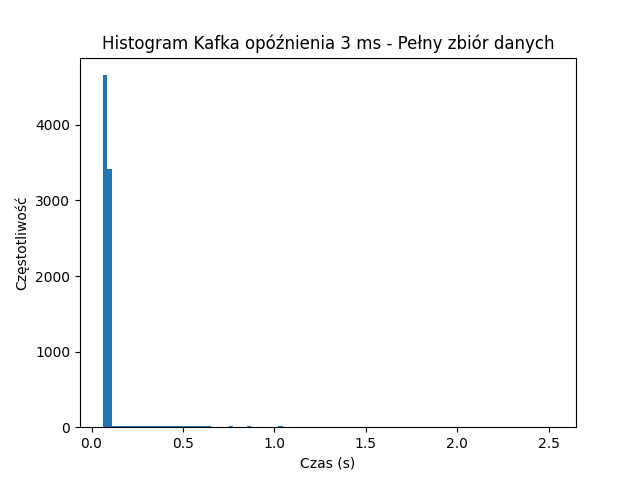 Histogram Kafka opóźnienia 3 ms - Pełny zbiór danych
4000
3000
2000
1000
0
Częstotliwość
0.0 0.5 1.0 1.5 2.0 2.5
Czas (s)